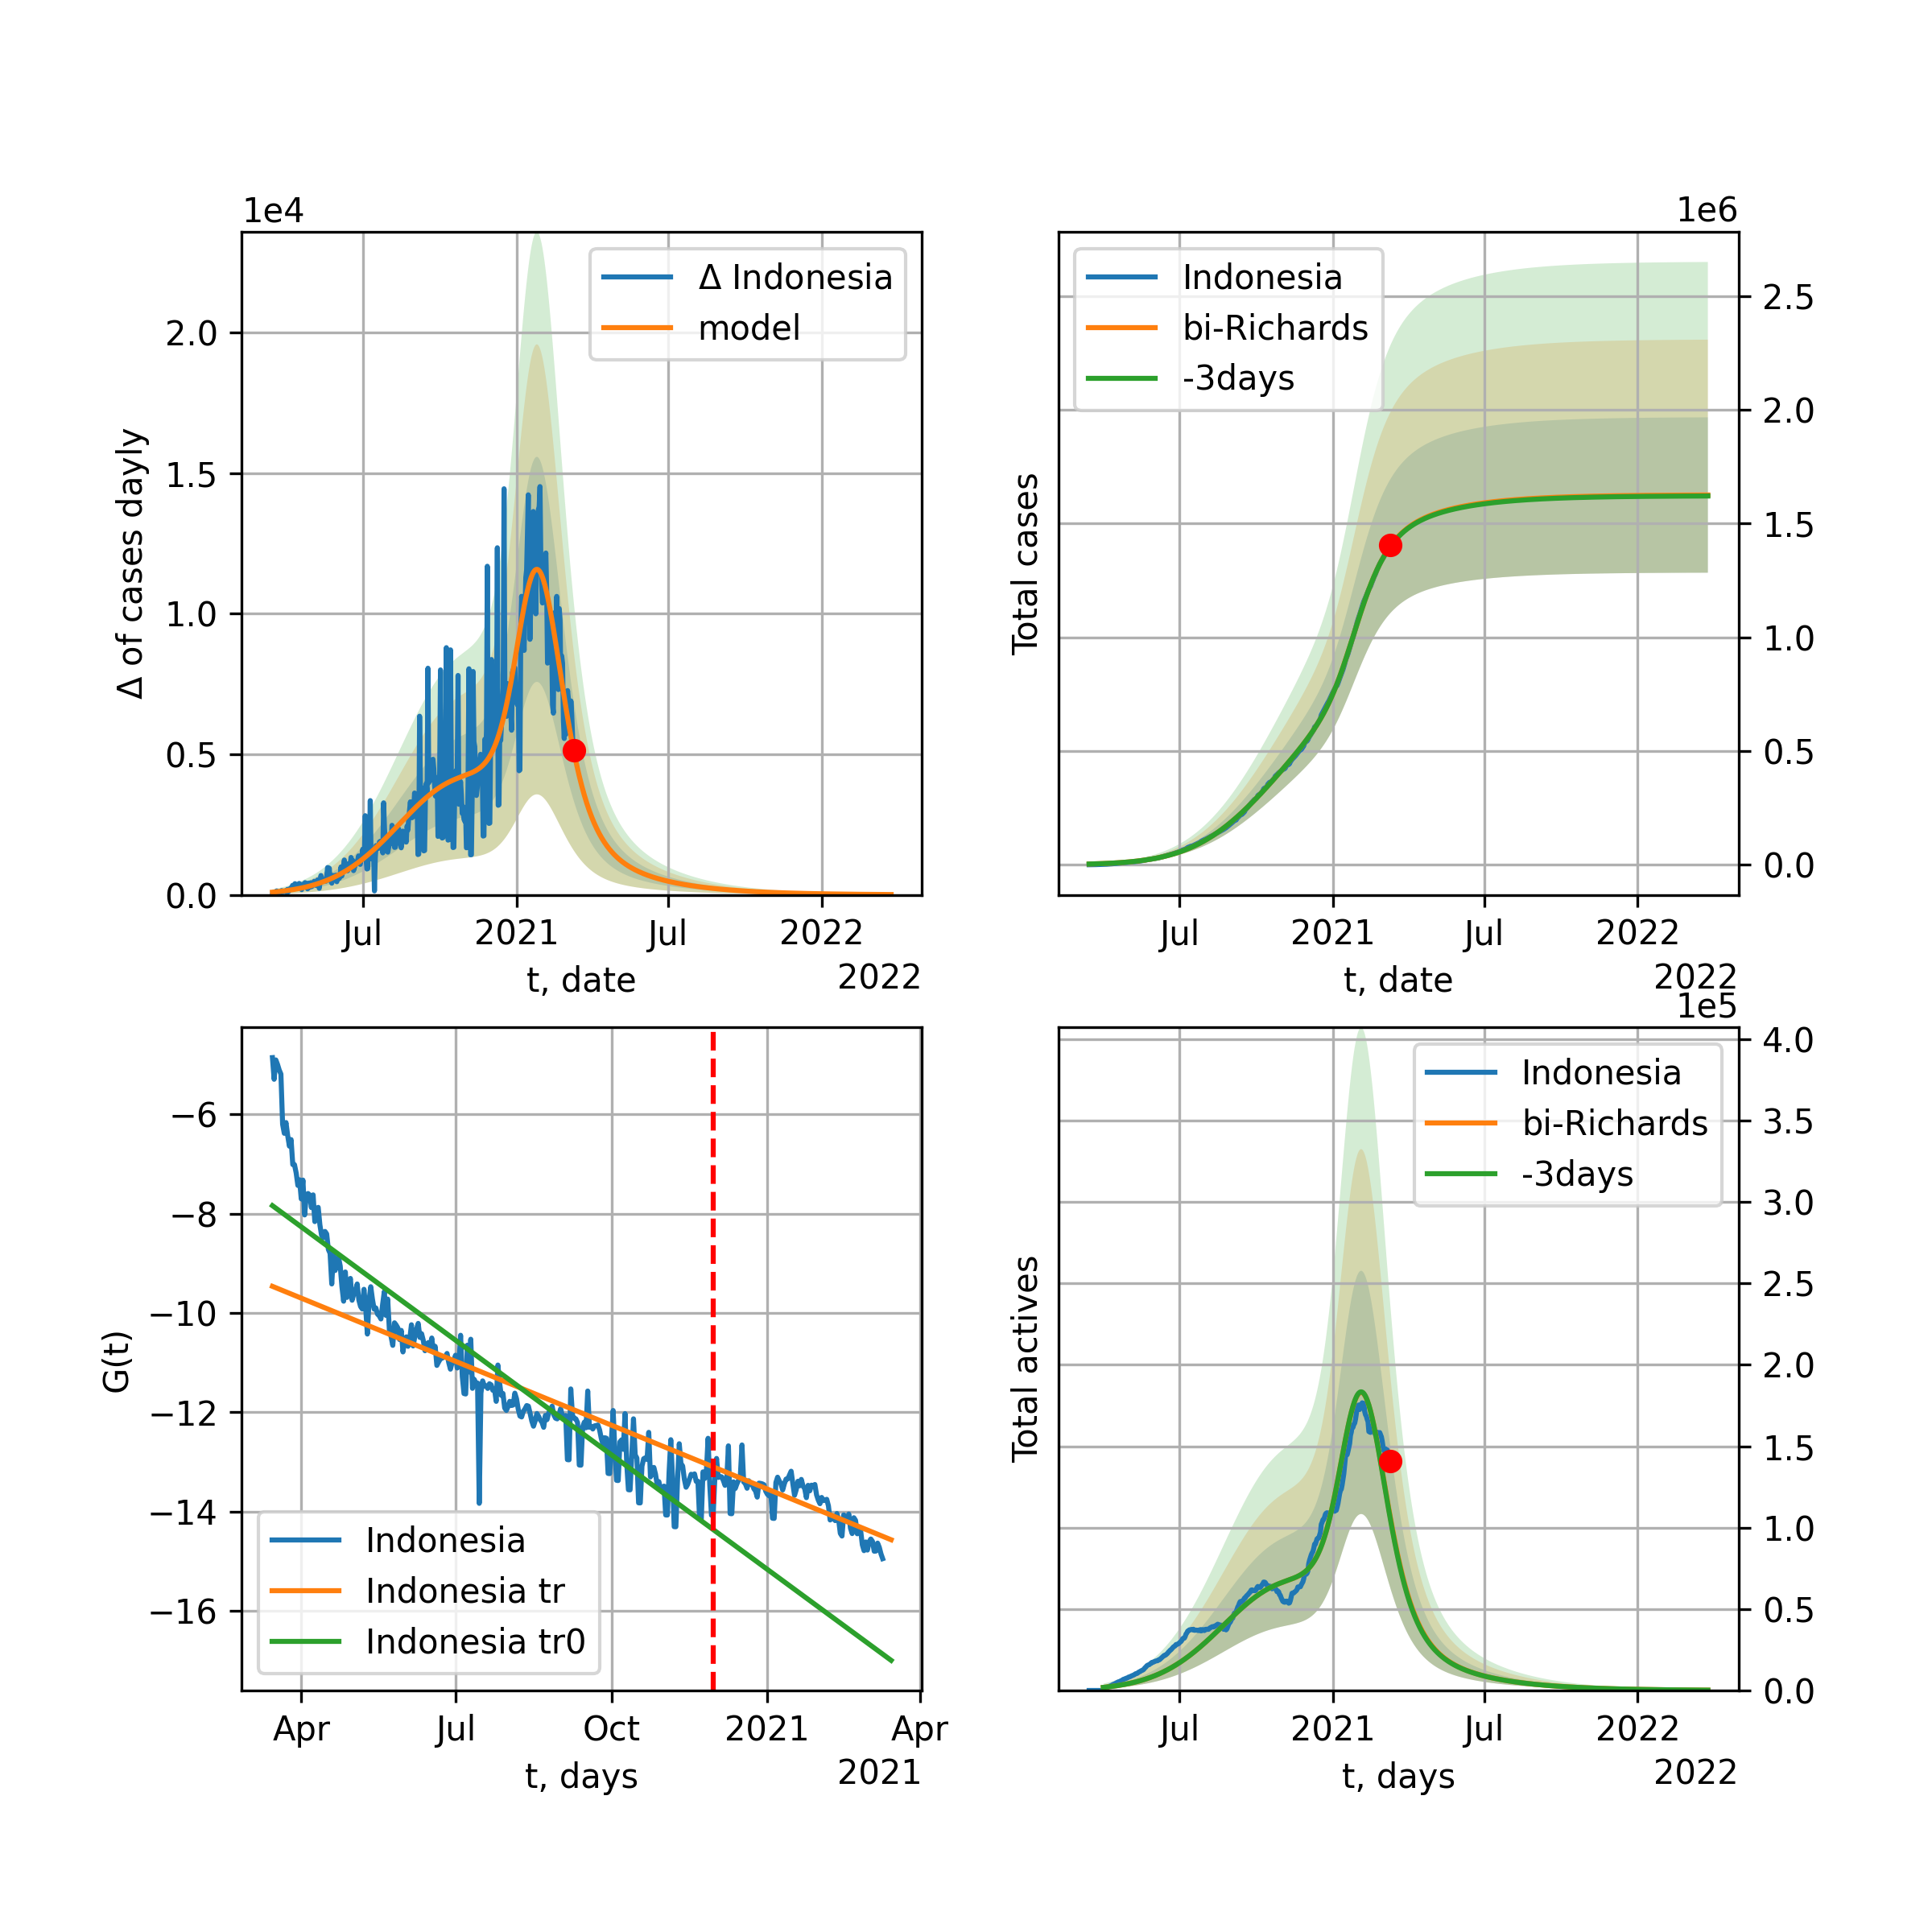 1e4
Δ of cases dayly
2.0
1.5
1.0
0.5
0.0
Δ Indonesia
model
Jul
2021
Jul
2022
t, date
2022
1e6
Total cases
Indonesia
bi-Richards
-3days
2.5
2.0
1.5
1.0
0.5
0.0
Jul
2021
Jul
2022
t, date
2022
G(t)
−6
−8
−10
−12
−14
−16
Indonesia
Indonesia tr
Indonesia tr0
Apr
Jul
Oct
2021
Apr
t, days
2021
1e5
Total actives
Indonesia
bi-Richards
-3days
4.0
3.5
3.0
2.5
2.0
1.5
1.0
0.5
0.0
Jul
2021
Jul
2022
t, days
2022